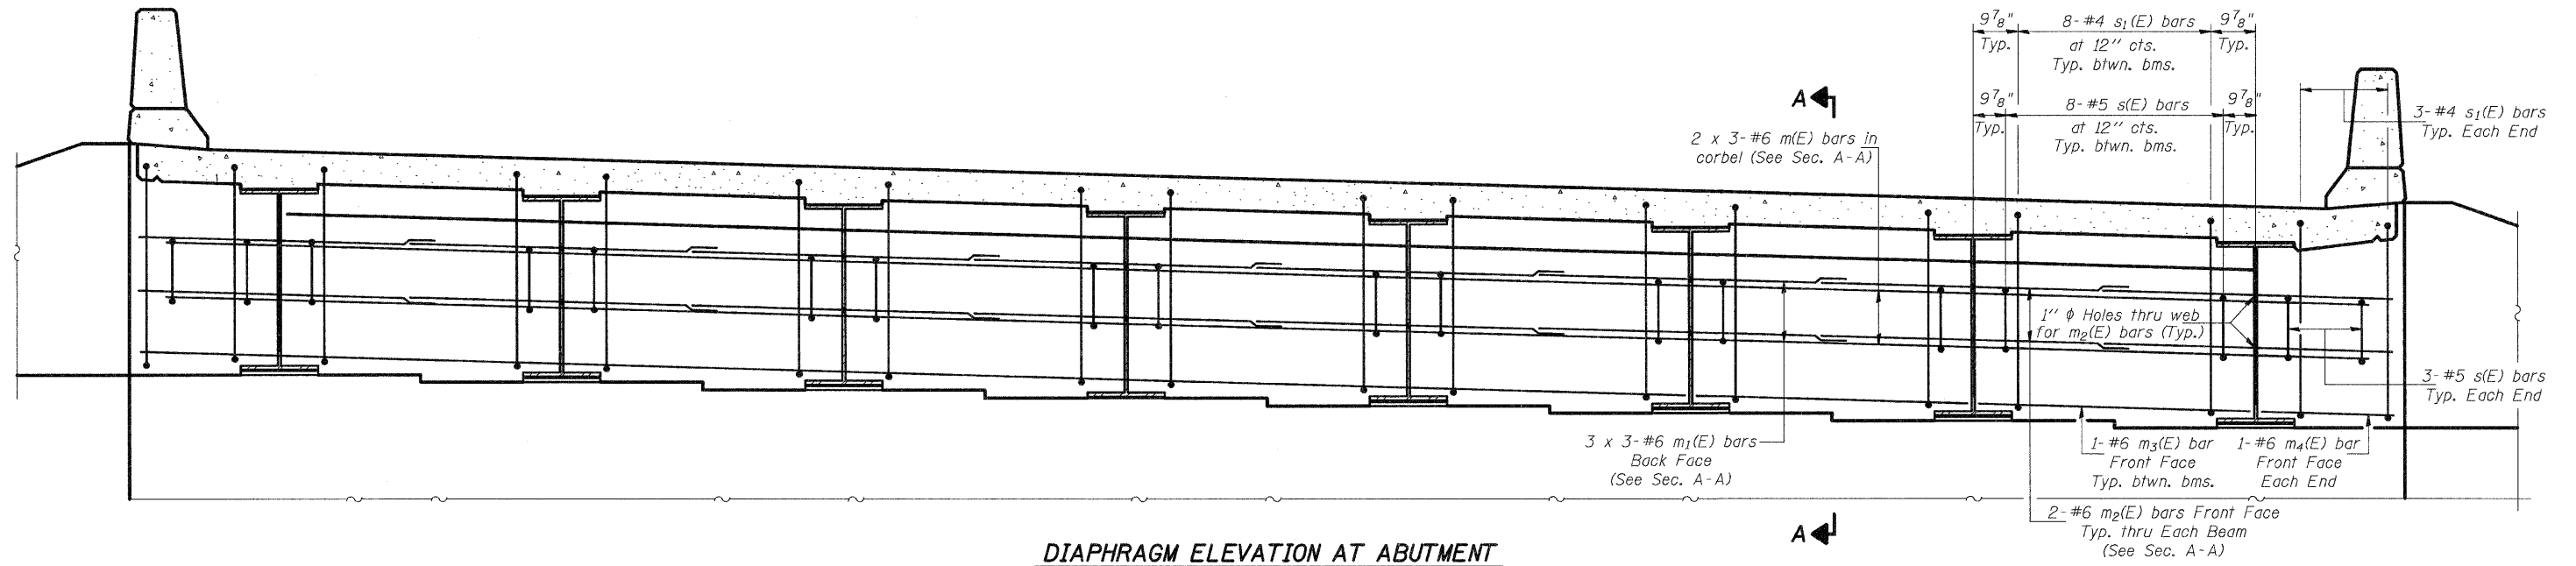 9⅞" 8-#4 s₁(E) bars 9⅞"
Typ. at 12" cts. Typ.
Typ. btwn. bms.
A
9⅞" 8-#5 s(E) bars 9⅞"
Typ. at 12" cts. Typ.
Typ. btwn. bms.
3-#4 s₁(E) bars
Typ. Each End
2 x 3-#6 m(E) bars in
corbel (See Sec. A-A)
1" ϕ Holes thru web
for m₂(E) bars (Typ.)
3-#5 s(E) bars
Typ. Each End
3 x 3-#6 m₁(E) bars
Back Face
(See Sec. A-A)
1-#6 m₃(E) bar
Front Face
Typ. btwn. bms.
1-#6 m₄(E) bar
Front Face
Each End
2-#6 m₂(E) bars Front Face
Typ. thru Each Beam
(See Sec. A-A)
A
DIAPHRAGM ELEVATION AT ABUTMENT